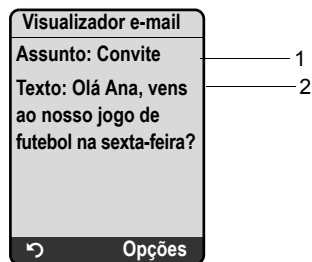 Visualizador e-mail
Assunto: Convite
1
Texto: Olá Ana, vens
2
ao nosso jogo de
futebol na sexta-feira?
Opções